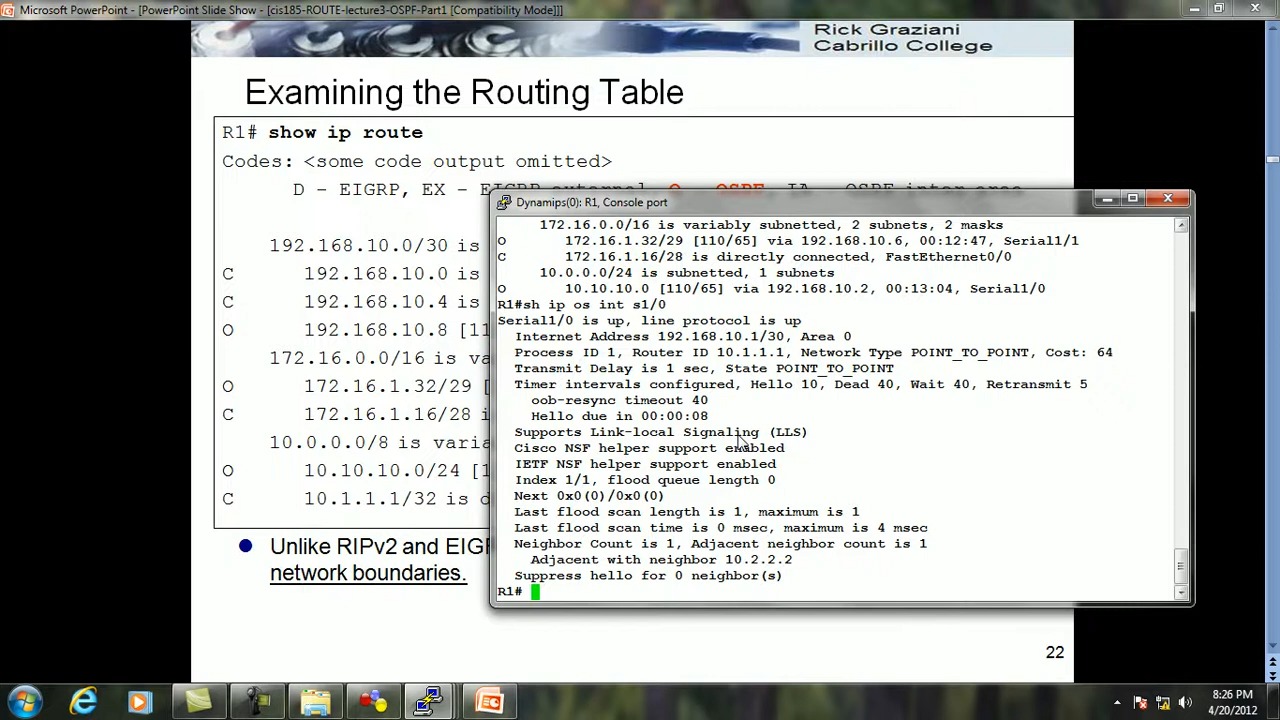 Microsoft PowerPoint - [PowerPoint Slide Show - [cis185-ROUTE-lecture3-OSPF-Part1 [Compatibility Mode]]]
Rick Graziani
Cabrillo College
Examining the Routing Table
R1# show ip route
Codes: <some code output omitted>
D - EIGRP, EX - EIGRP external, O - OSPF, IA - OSPF inter area
192.168.10.0/30 is
C 192.168.10.0 is
C 192.168.10.4 is
O 192.168.10.8 [11
172.16.0.0/16 is va
O 172.16.1.32/29
C 172.16.1.16/28 i
10.0.0.0/8 is varia
O 10.10.10.0/24 [1
C 10.1.1.1/32 is d
Unlike RIPv2 and EIG
network boundaries.
22
Dynamips(0): R1, Console port
172.16.0.0/16 is variably subnetted, 2 subnets, 2 masks
O 172.16.1.32/29 [110/65] via 192.168.10.6, 00:12:47, Serial1/1
C 172.16.1.16/28 is directly connected, FastEthernet0/0
10.0.0.0/24 is subnetted, 1 subnets
O 10.10.10.0 [110/65] via 192.168.10.2, 00:13:04, Serial1/0
R1#sh ip os int s1/0
Serial1/0 is up, line protocol is up
Internet Address 192.168.10.1/30, Area 0
Process ID 1, Router ID 10.1.1.1, Network Type POINT_TO_POINT, Cost: 64
Transmit Delay is 1 sec, State POINT_TO_POINT
Timer intervals configured, Hello 10, Dead 40, Wait 40, Retransmit 5
oob-resync timeout 40
Hello due in 00:00:08
Supports Link-local Signaling (LLS)
Cisco NSF helper support enabled
IETF NSF helper support enabled
Index 1/1, flood queue length 0
Next 0x0(0)/0x0(0)
Last flood scan length is 1, maximum is 1
Last flood scan time is 0 msec, maximum is 4 msec
Neighbor Count is 1, Adjacent neighbor count is 1
Adjacent with neighbor 10.2.2.2
Suppress hello for 0 neighbor(s)
R1#
8:26 PM
4/20/2012